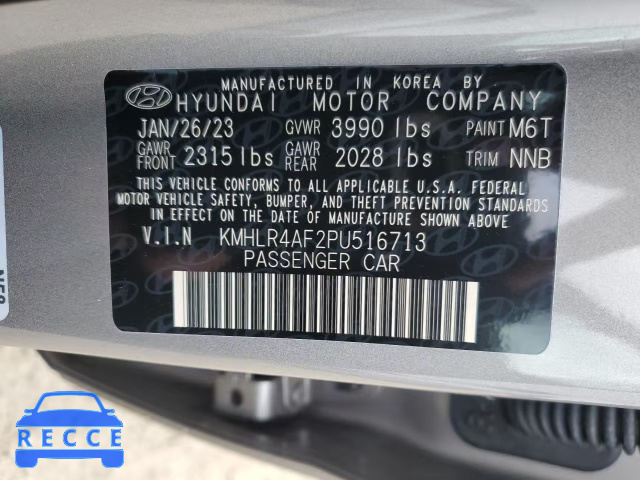 MANUFACTURED IN KOREA BY
HYUNDAI MOTOR COMPANY
JAN/26/23 GVWR 3990 lbs PAINT M6T
GAWR FRONT 2315 lbs GAWR REAR 2028 lbs TRIM NNB
THIS VEHICLE CONFORMS TO ALL APPLICABLE U.S.A. FEDERAL
MOTOR VEHICLE SAFETY, BUMPER, AND THEFT PREVENTION STANDARDS
IN EFFECT ON THE DATE OF MANUFACTURE SHOWN ABOVE.
V.I.N KMHLR4AF2PU516713
PASSENGER CAR
RECCE